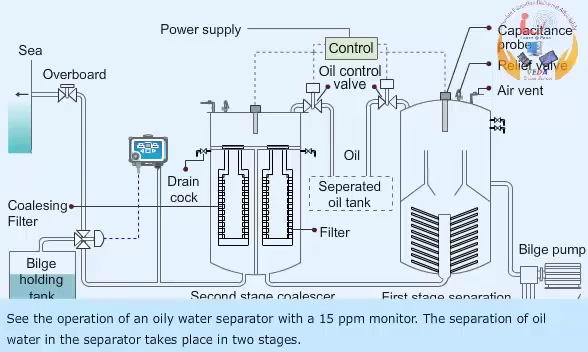 Power supply
Control
Capacitance
probe
Relief valve
Air vent
Sea
Overboard
Oil control
valve
Oil
Drain
cock
Seperated
oil tank
Coalesing
Filter
Filter
Bilge pump
Bilge
holding
tank
Second stage coalescer
First stage separation
VEDA
See the operation of an oily water separator with a 15 ppm monitor. The separation of oil
water in the separator takes place in two stages.